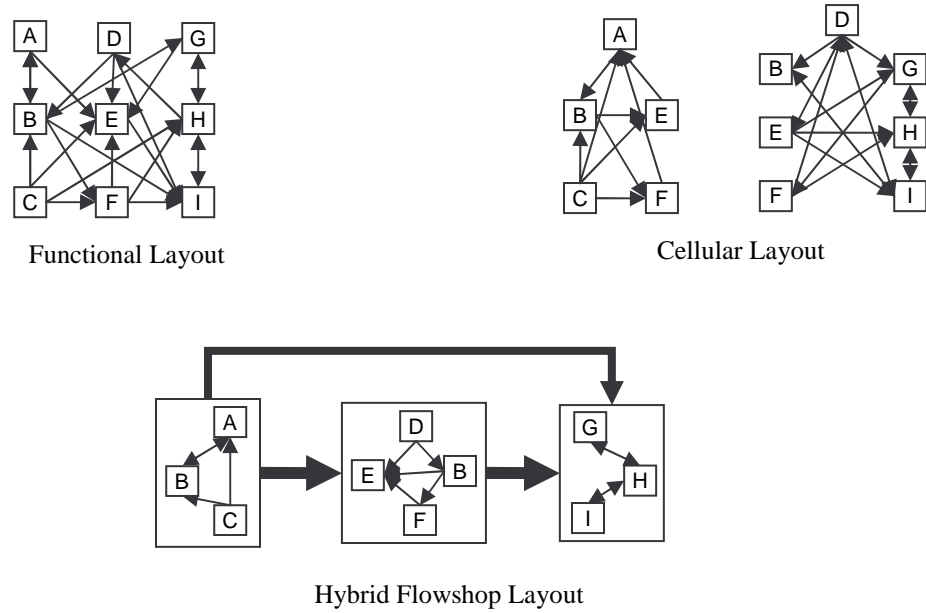 A D G
B E H
C F I
Functional Layout
A
B E
C F
D
B G
E H
F I
Cellular Layout
A
B
C
D
E B
F
G
H
I
Hybrid Flowshop Layout